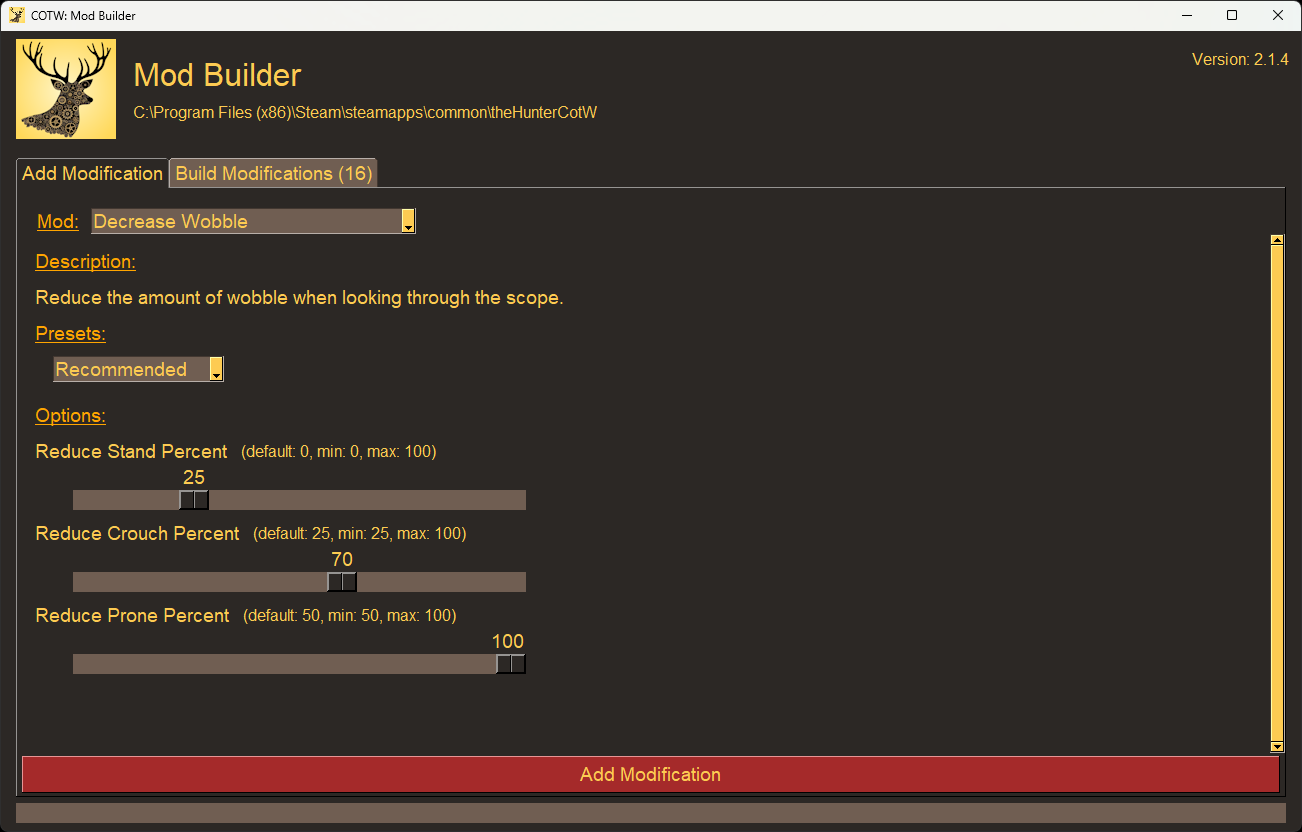 COTW: Mod Builder
Mod Builder
Version: 2.1.4
C:\Program Files (x86)\Steam\steamapps\common\theHunterCotW
Add Modification
Build Modifications (16)
Mod:
Decrease Wobble
Description:
Reduce the amount of wobble when looking through the scope.
Presets:
Recommended
Options:
Reduce Stand Percent (default: 0, min: 0, max: 100)
25
Reduce Crouch Percent (default: 25, min: 25, max: 100)
70
Reduce Prone Percent (default: 50, min: 50, max: 100)
100
Add Modification